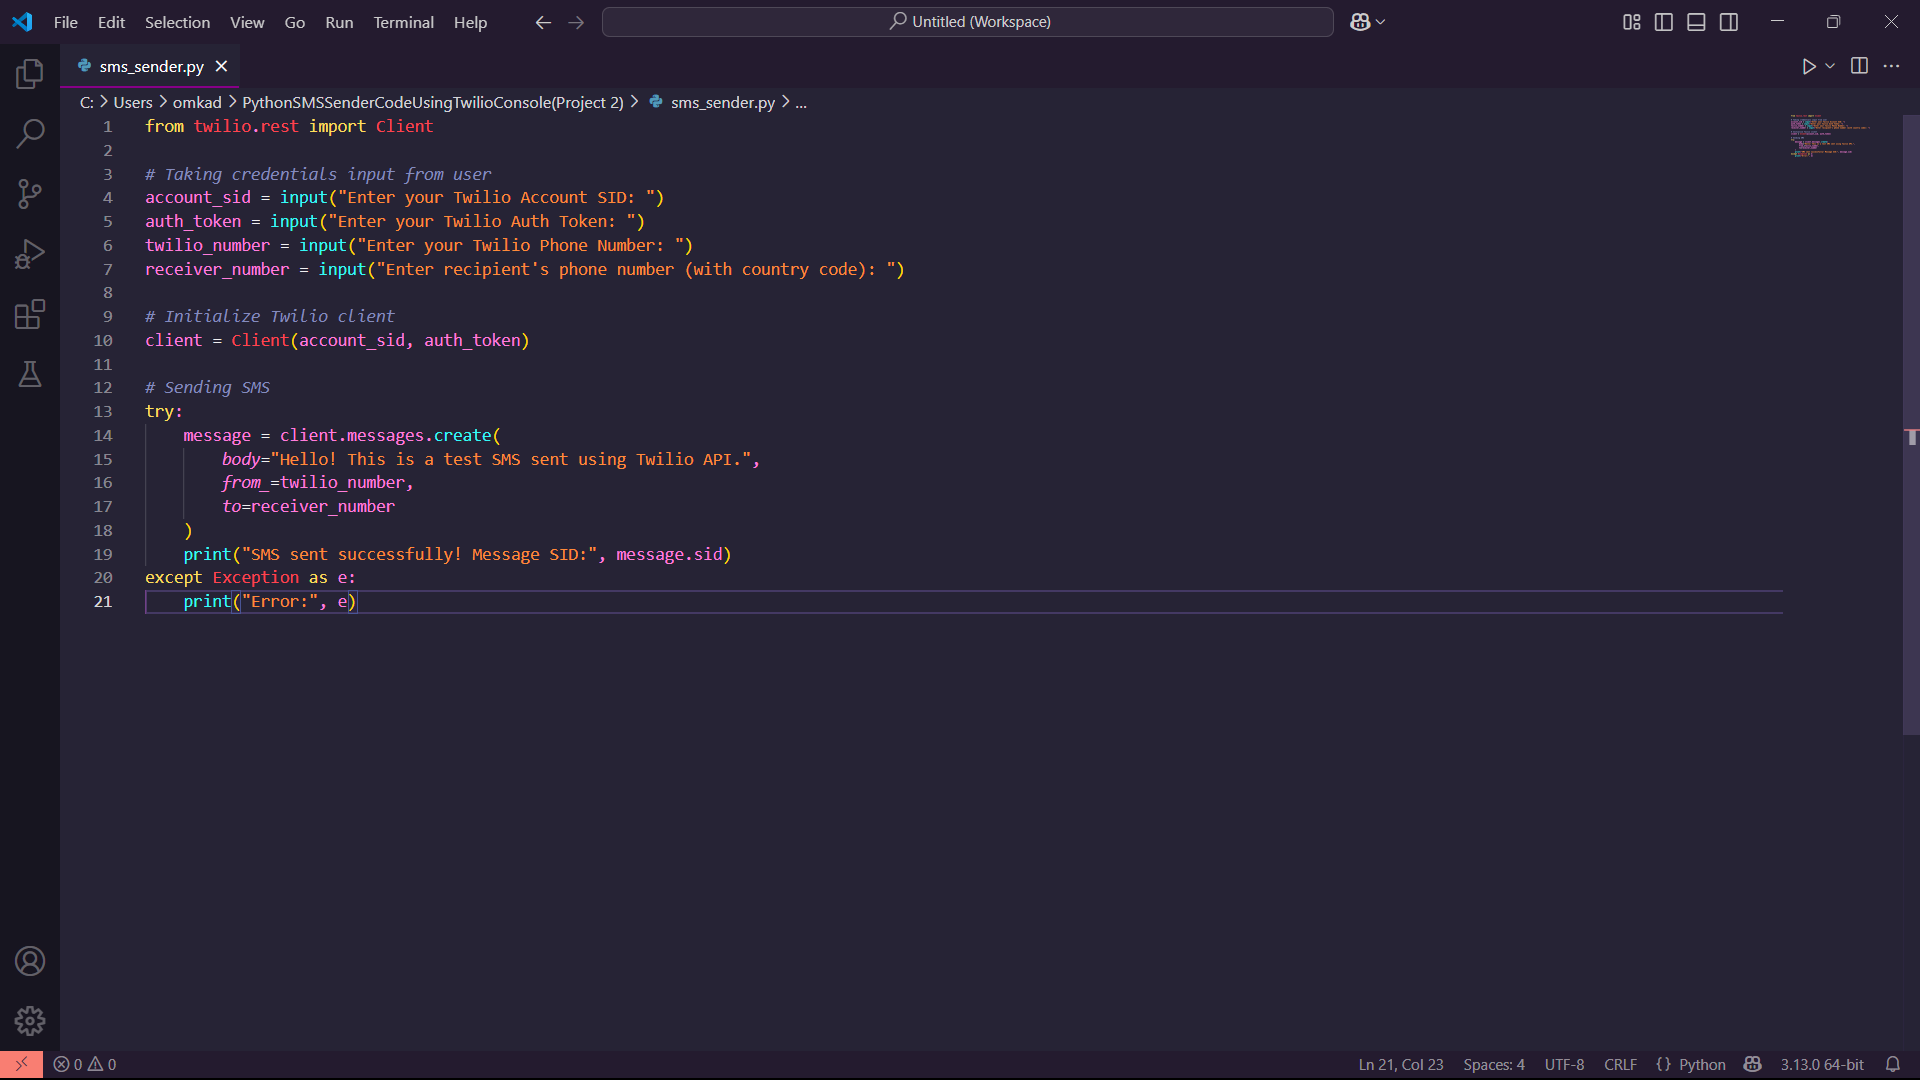 File Edit Selection View Go Run Terminal Help
Untitled (Workspace)
sms_sender.py
C: > Users > omkad > PythonSMSSenderCodeUsingTwilioConsole(Project 2) > sms_sender.py > ...
1 from twilio.rest import Client
2
3 # Taking credentials input from user
4 account_sid = input("Enter your Twilio Account SID: ")
5 auth_token = input("Enter your Twilio Auth Token: ")
6 twilio_number = input("Enter your Twilio Phone Number: ")
7 receiver_number = input("Enter recipient's phone number (with country code): ")
8
9 # Initialize Twilio client
10 client = Client(account_sid, auth_token)
11
12 # Sending SMS
13 try:
14     message = client.messages.create(
15         body="Hello! This is a test SMS sent using Twilio API.",
16         from_=twilio_number,
17         to=receiver_number
18     )
19     print("SMS sent successfully! Message SID:", message.sid)
20 except Exception as e:
21     print("Error:", e)
0 0 Ln 21, Col 23 Spaces: 4 UTF-8 CRLF {} Python 3.13.0 64-bit